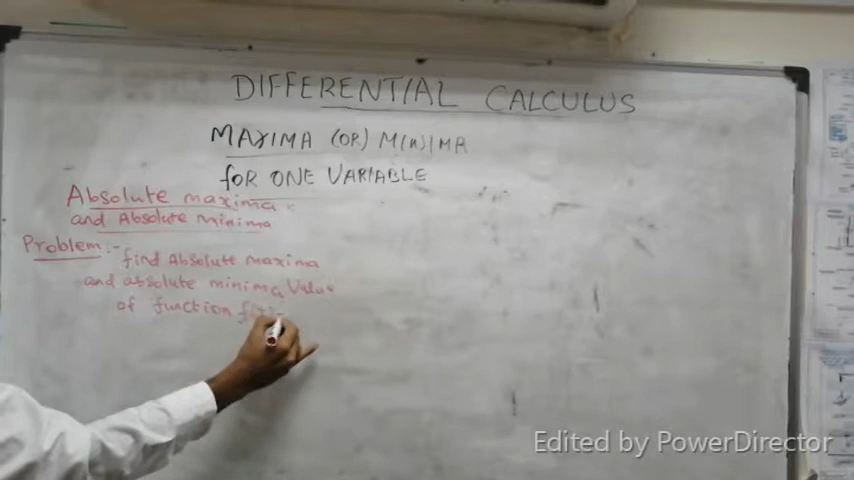 DIFFERENTIAL CALCULUS
MAXIMA (OR) MINIMA
fOR ONE VARIABLE
Absolute maxima
and Absolute minima
Problem:- find Absolute maxima
and absolute minima Value
of function
Edited by PowerDirector